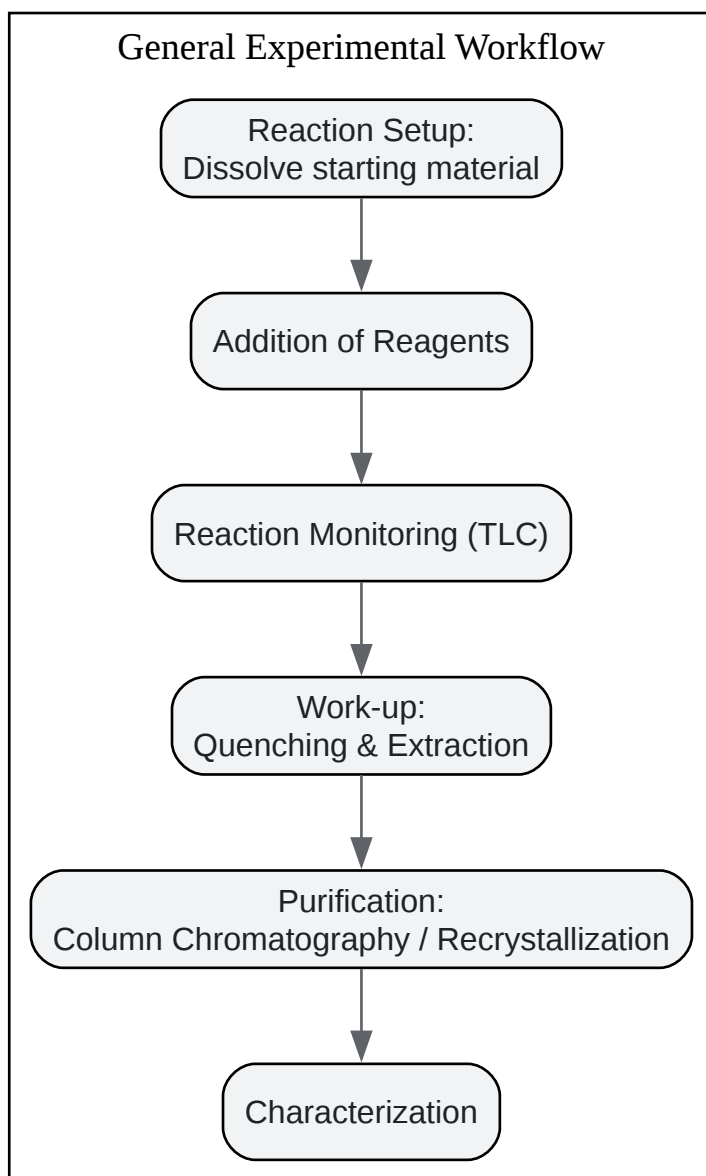 General Experimental Workflow
Reaction Setup:
Dissolve starting material
Addition of Reagents
Reaction Monitoring (TLC)
Work-up:
Quenching & Extraction
Purification:
Column Chromatography / Recrystallization
Characterization